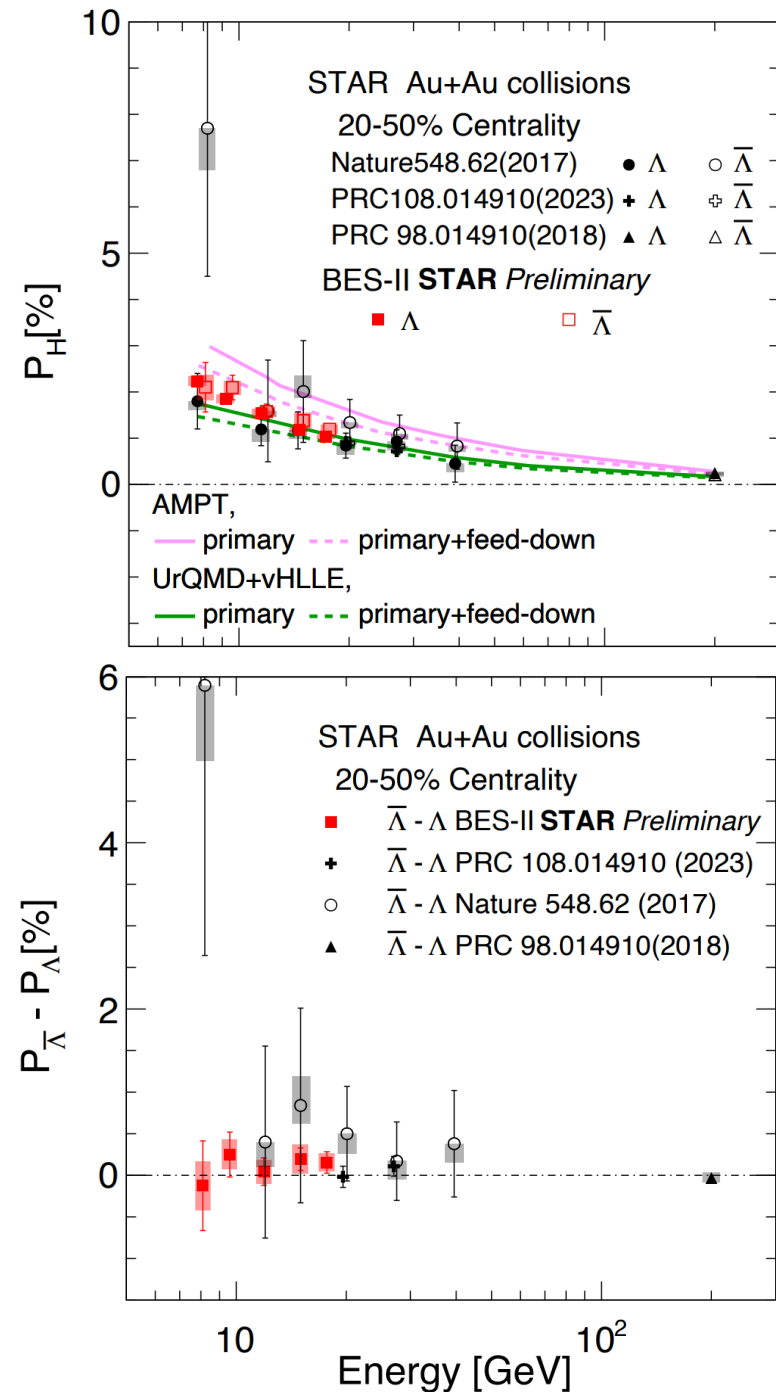 10
STAR Au+Au collisions
20-50% Centrality
Nature548.62(2017) Λ Λ̅
PRC108.014910(2023) Λ Λ̅
PRC 98.014910(2018) Λ Λ̅
BES-II STAR Preliminary
Λ Λ̅
5
P_H[%]
0
AMPT,
primary primary+feed-down
UrQMD+vHLLE,
primary primary+feed-down
6
STAR Au+Au collisions
20-50% Centrality
Λ̅ - Λ BES-II STAR Preliminary
Λ̅ - Λ PRC 108.014910 (2023)
Λ̅ - Λ Nature 548.62 (2017)
Λ̅ - Λ PRC 98.014910(2018)
4
P_Λ̅ - P_Λ[%]
2
0
10 10²
Energy [GeV]